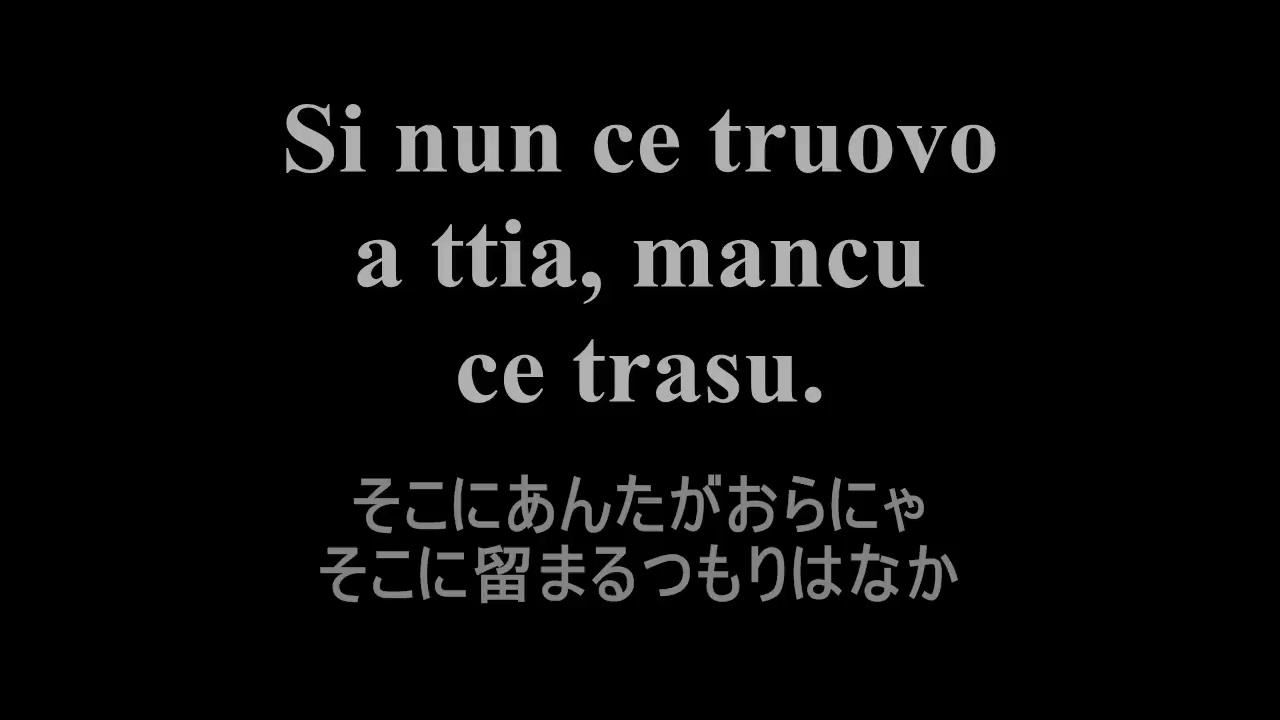 Si nun ce truovo
a ttia, mancu
ce trasu.
そこにあんたがおらにゃ
そこに留まるつもりはなか